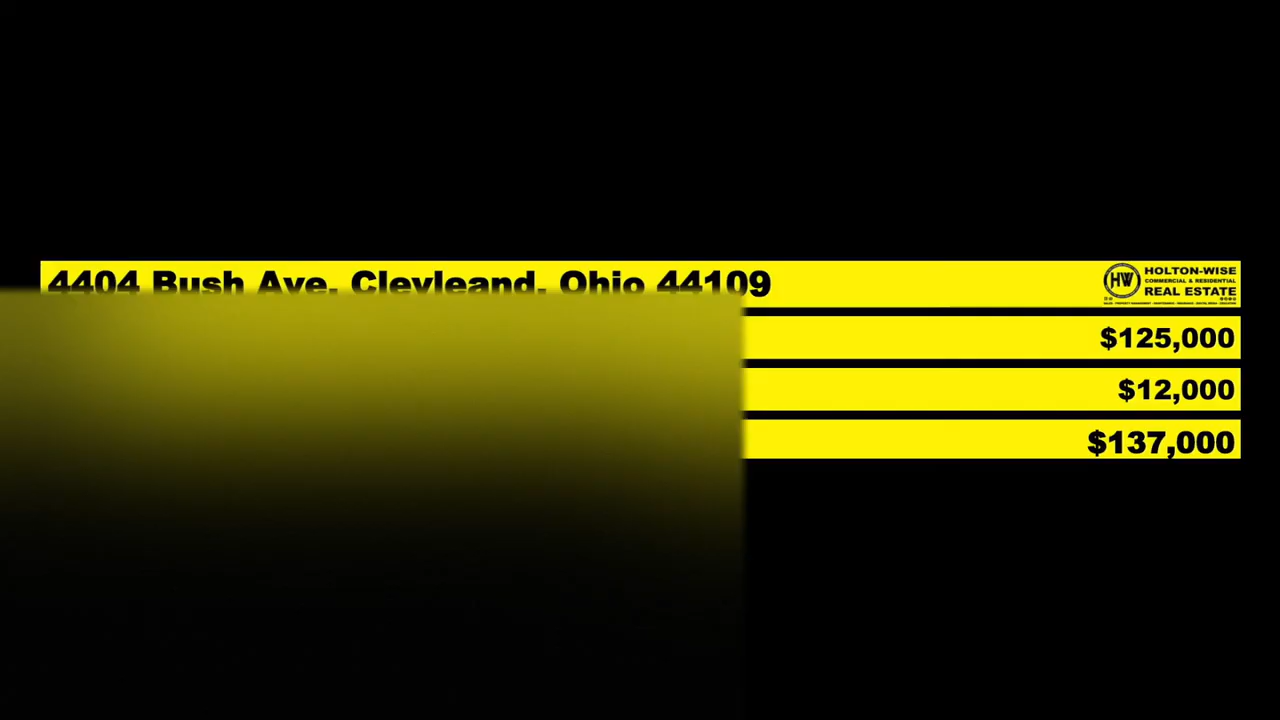 4404 Bush Ave, Clevleand, Ohio 44109
HOLTON-WISE
COMMERCIAL & RESIDENTIAL
REAL ESTATE
$125,000
$12,000
$137,000